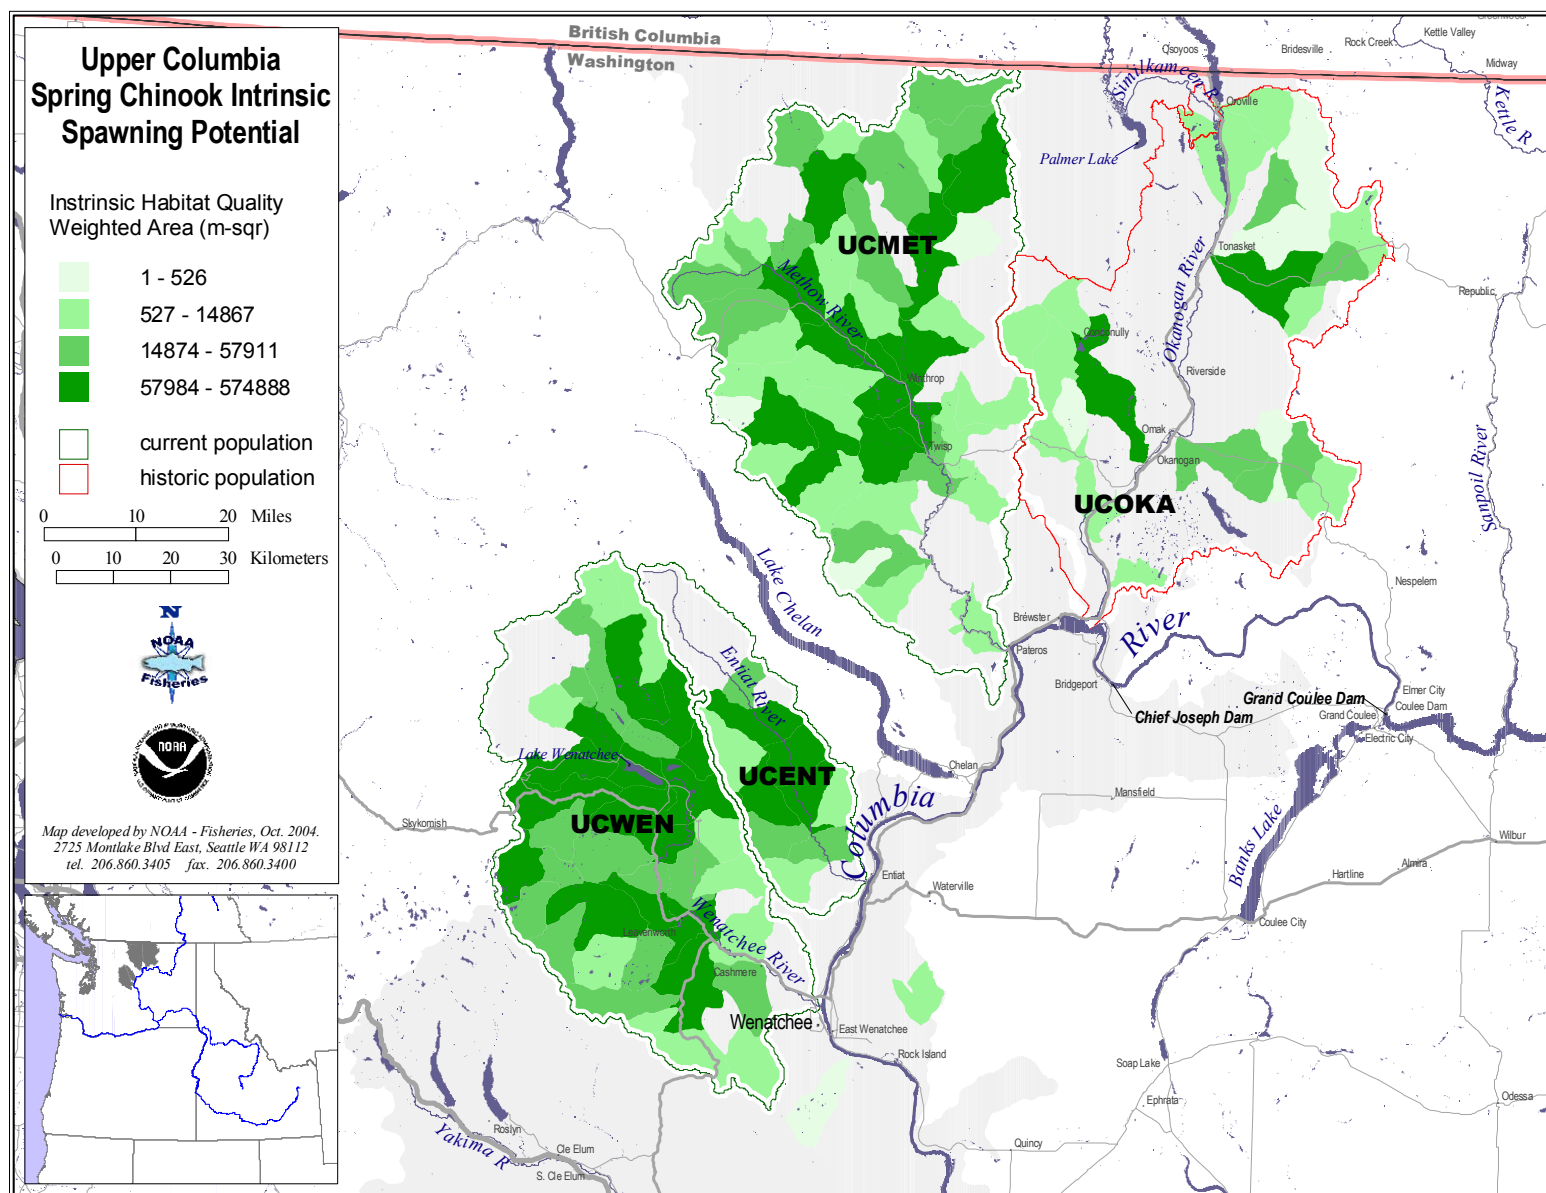 Upper Columbia
Spring Chinook Intrinsic
Spawning Potential
Instrinsic Habitat Quality
Weighted Area (m-sqr)
1 - 526
527 - 14867
14874 - 57911
57984 - 574888
current population
historic population
0 10 20 Miles
0 10 20 30 Kilometers
N
NOAA
Fisheries
NOAA
Map developed by NOAA - Fisheries, Oct. 2004.
2725 Montlake Blvd East, Seattle WA 98112
tel. 206.860.3405 fax. 206.860.3400
British Columbia
Washington
Osoyoos
Bridesville
Rock Creek
Kettle Valley
Midway
Kettle R
Similkameen R
Oroville
Palmer Lake
UCMET
Methow River
Okanogan River
Tonasket
Republic
Conconully
Riverside
Winthrop
Twisp
Omak
Okanogan
UCOKA
Sanpoil River
Nespelem
Lake Chelan
Brewster
River
Pateros
Bridgeport
Chief Joseph Dam
Grand Coulee Dam
Elmer City
Coulee Dam
Grand Coulee
Electric City
Entiat River
Lake Wenatchee
UCENT
Chelan
Columbia
Mansfield
Banks Lake
Skykomish
UCWEN
Wilbur
Almira
Hartline
Entiat
Waterville
Coulee City
Leavenworth
Wenatchee River
Cashmere
Wenatchee
East Wenatchee
Rock Island
Soap Lake
Ephrata
Odessa
Quincy
Roslyn
Yakima R
Cle Elum
S. Cle Elum